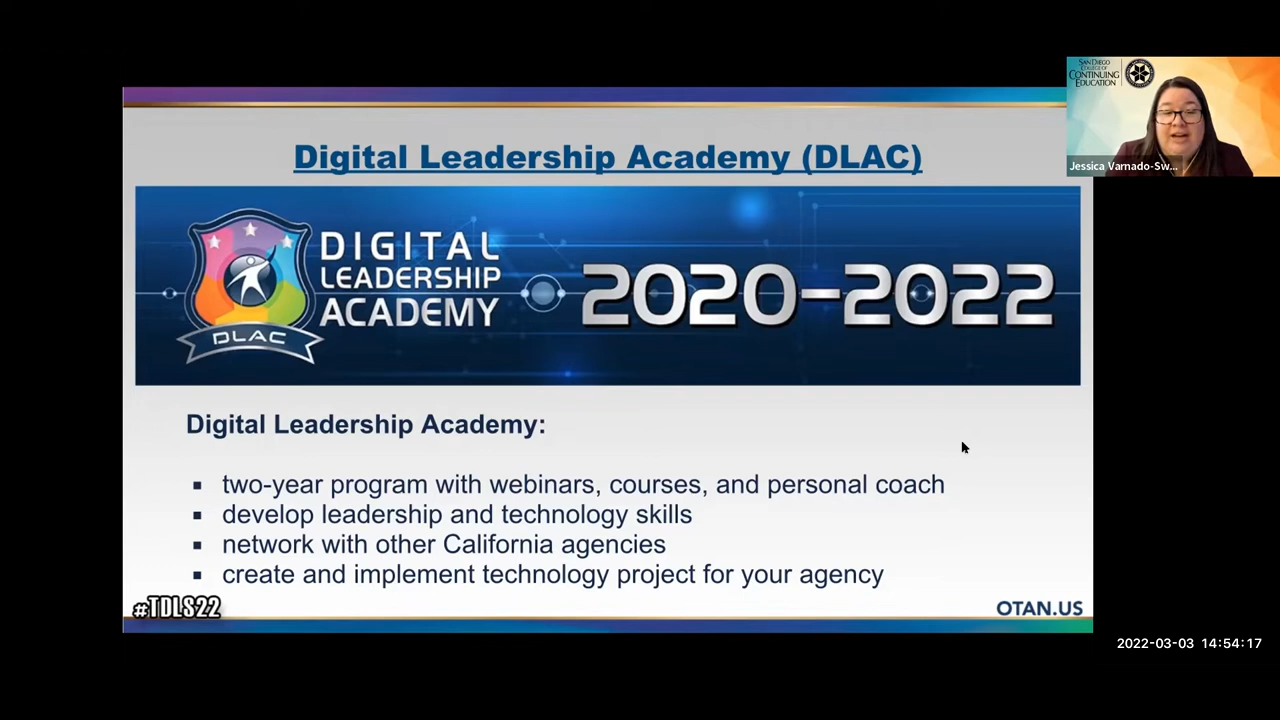 SAN DIEGO
COLLEGE OF
CONTINUING
EDUCATION
Jessica Varnado-Sw...
Digital Leadership Academy (DLAC)
DIGITAL
LEADERSHIP
ACADEMY
DLAC
2020-2022
Digital Leadership Academy:
▪ two-year program with webinars, courses, and personal coach
▪ develop leadership and technology skills
▪ network with other California agencies
▪ create and implement technology project for your agency
#TDLS22
OTAN.US
2022-03-03 14:54:17